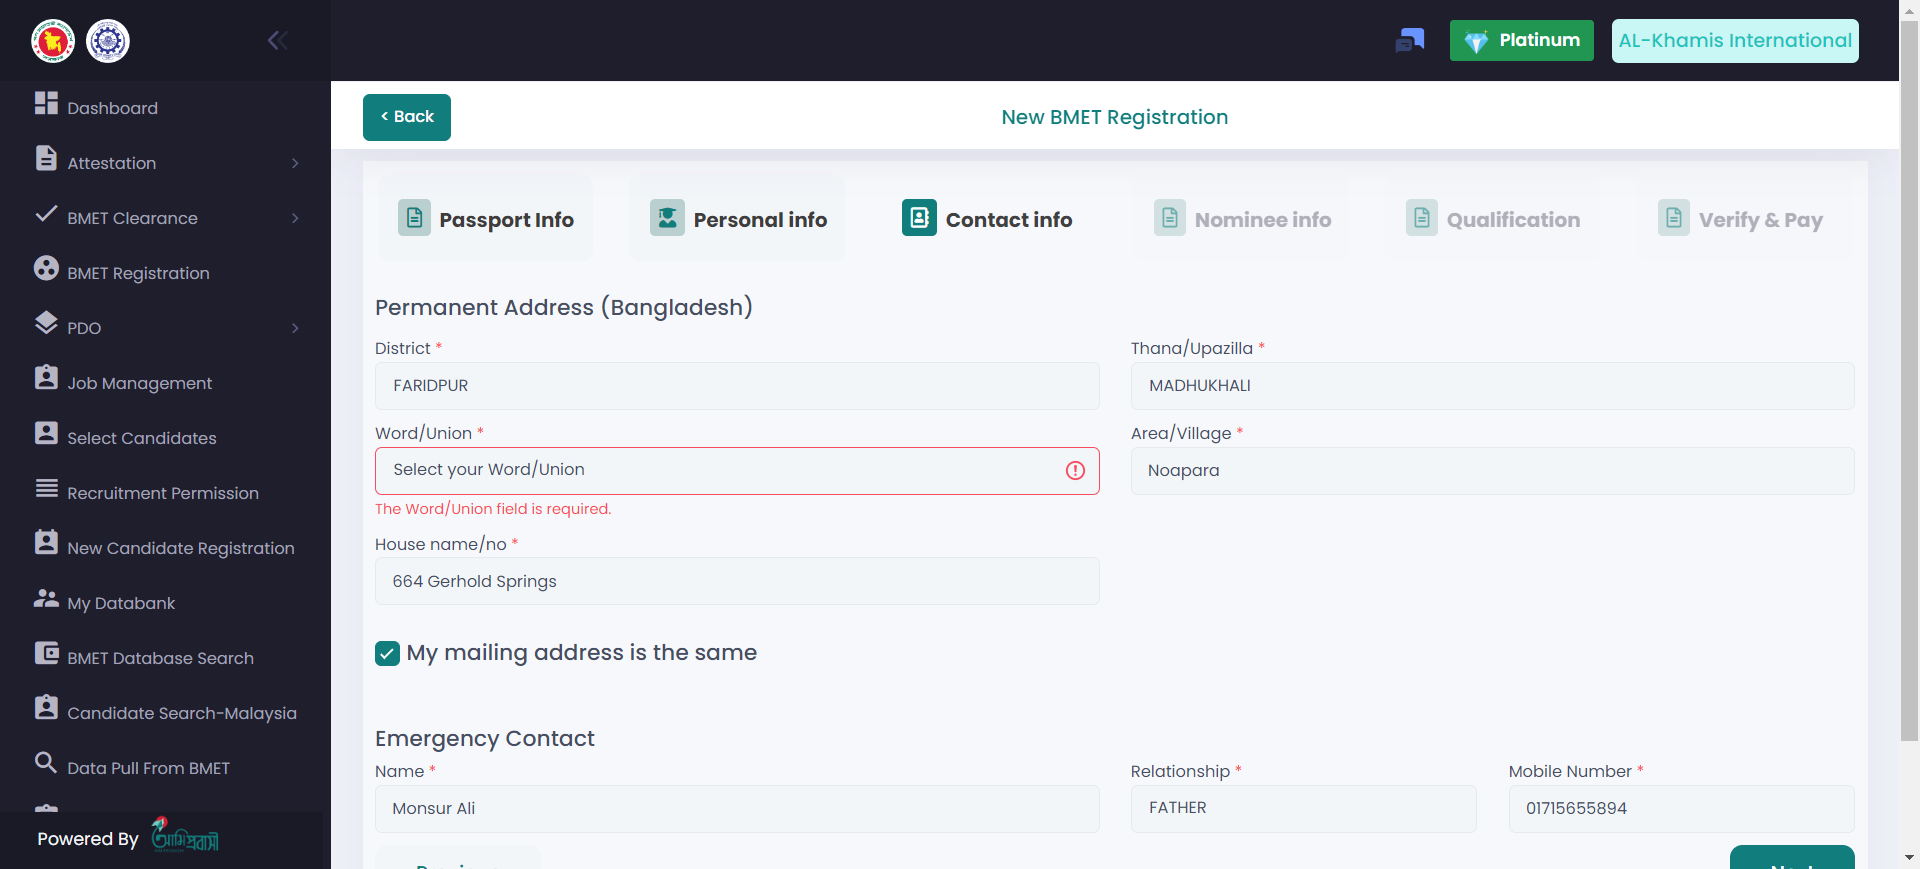 Platinum
AL-Khamis International
Dashboard
Attestation
BMET Clearance
BMET Registration
PDO
Job Management
Select Candidates
Recruitment Permission
New Candidate Registration
My Databank
BMET Database Search
Candidate Search-Malaysia
Data Pull From BMET
Powered By
আমি প্রবাসী
< Back
New BMET Registration
Passport Info
Personal info
Contact info
Nominee info
Qualification
Verify & Pay
Permanent Address (Bangladesh)
District *
Thana/Upazilla *
FARIDPUR
MADHUKHALI
Word/Union *
Area/Village *
Select your Word/Union
Noapara
The Word/Union field is required.
House name/no *
664 Gerhold Springs
My mailing address is the same
Emergency Contact
Name *
Relationship *
Mobile Number *
Monsur Ali
FATHER
01715655894